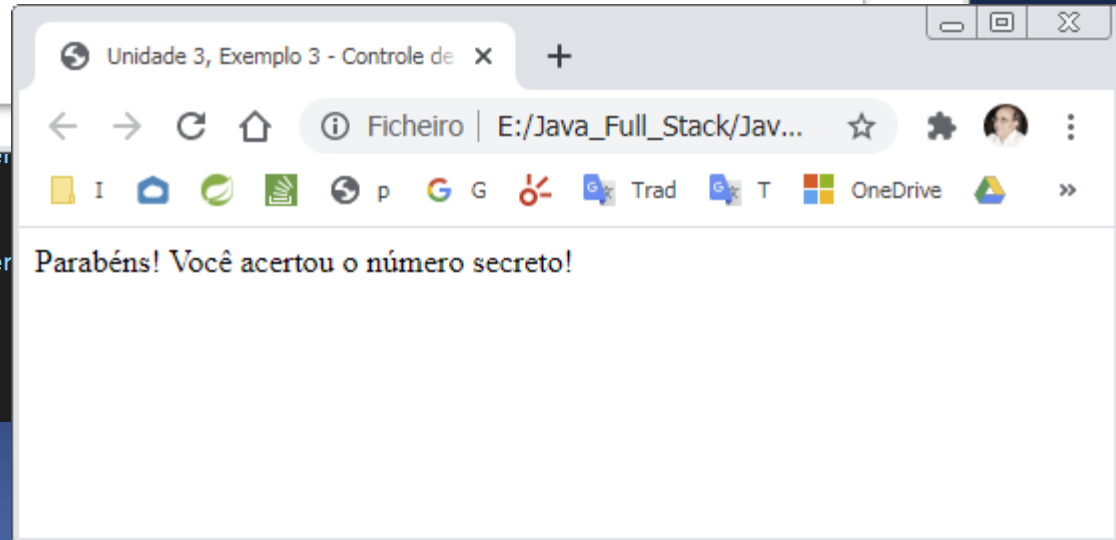 Unidade 3, Exemplo 3 - Controle de
Ficheiro E:/Java_Full_Stack/Jav...
I p G G Trad T OneDrive »
Parabéns! Você acertou o número secreto!